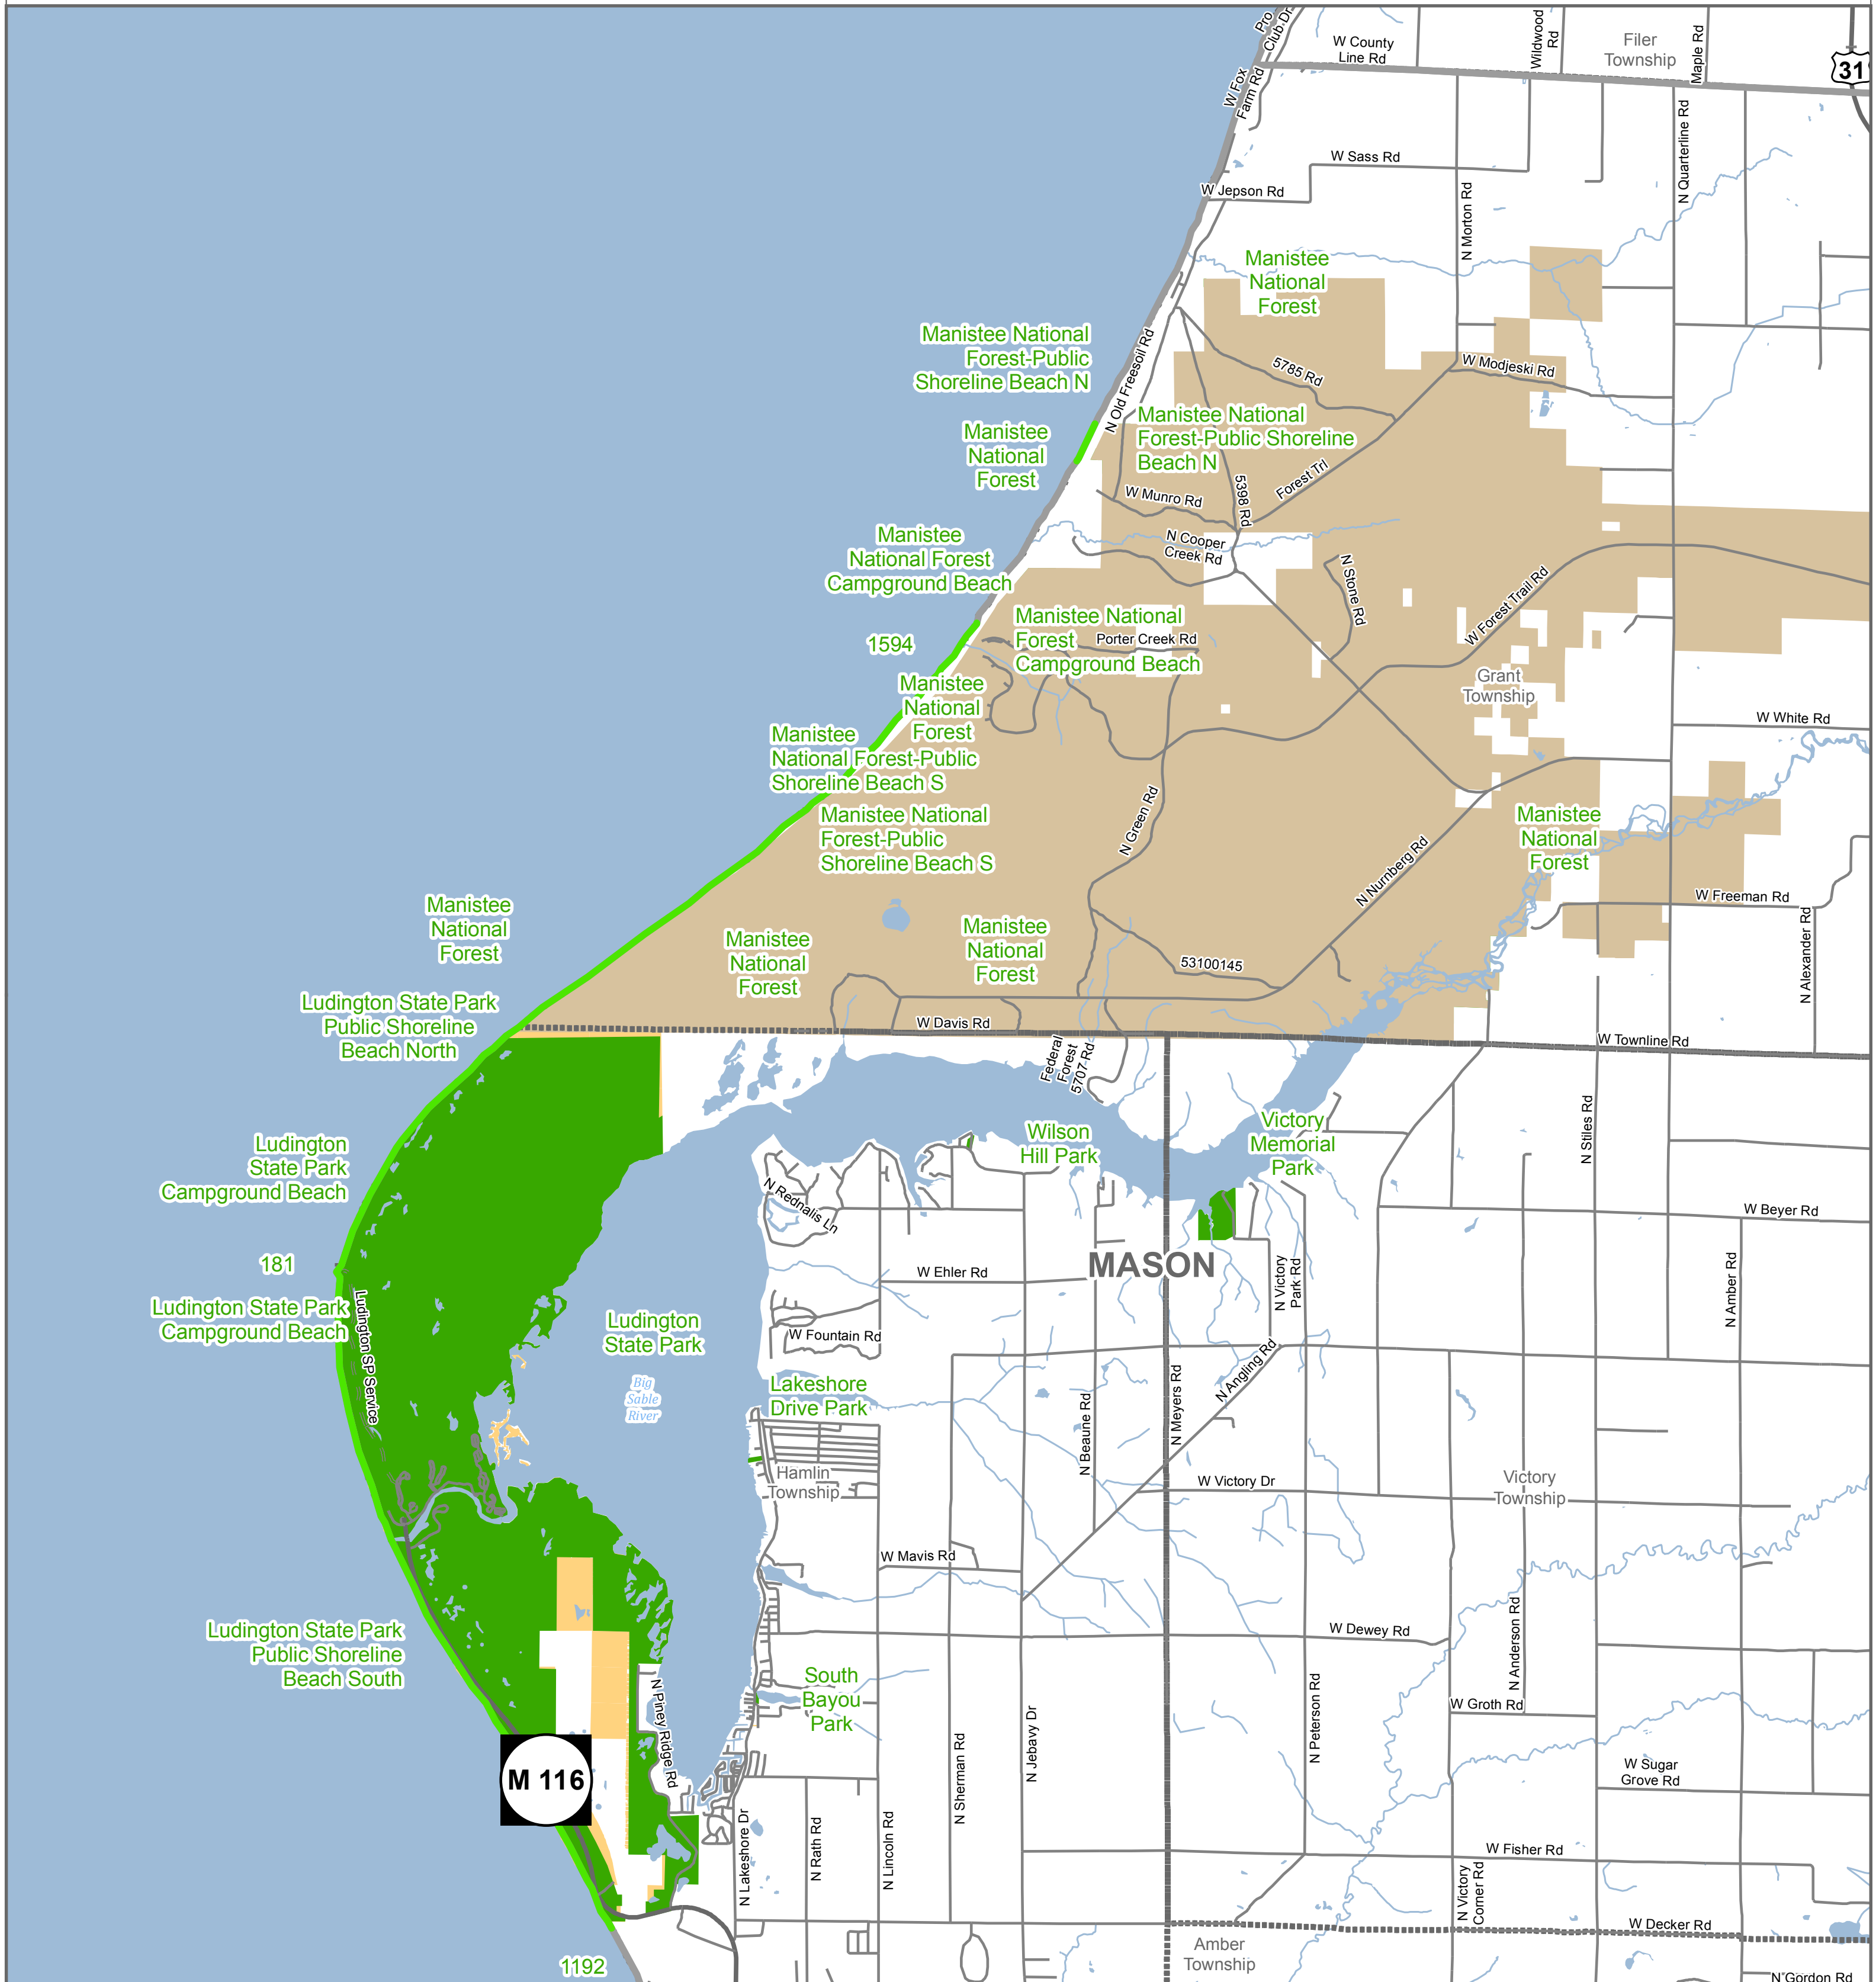 Pro
Club Dr
W County
Line Rd
Wildwood
Rd
Filer
Township
Maple Rd
31
W Fox
Farm Rd
W Sass Rd
N Quarterline Rd
W Jepson Rd
N Morton Rd
Manistee
National
Forest
Manistee National
Forest-Public
Shoreline Beach N
N Old Freesoil Rd
5785 Rd
W Modjeski Rd
Manistee
National
Forest
Manistee National
Forest-Public Shoreline
Beach N
Forest Trl
5398 Rd
W Munro Rd
Manistee
National Forest
Campground Beach
N Cooper
Creek Rd
N Stone Rd
W Forest Trail Rd
1594
Manistee National
Forest
Campground Beach
Porter Creek Rd
Manistee
National
Forest
Grant
Township
W White Rd
Manistee
National Forest-Public
Shoreline Beach S
Manistee National
Forest-Public
Shoreline Beach S
N Green Rd
N Nurnberg Rd
Manistee
National
Forest
W Freeman Rd
N Alexander Rd
Manistee
National
Forest
Manistee
National
Forest
Manistee
National
Forest
53100145
Ludington State Park
Public Shoreline
Beach North
W Davis Rd
W Townline Rd
Federal
Forest
5707 Rd
Ludington
State Park
Campground Beach
Wilson
Hill Park
Victory
Memorial
Park
N Stiles Rd
N Rednalis Ln
W Beyer Rd
181
MASON
W Ehler Rd
N Victory
Park Rd
N Amber Rd
Ludington State Park
Campground Beach
Ludington SP Service
Ludington
State Park
W Fountain Rd
Big
Sable
River
Lakeshore
Drive Park
N Beaune Rd
N Meyers Rd
N Angling Rd
Hamlin
Township
W Victory Dr
Victory
Township
W Mavis Rd
Ludington State Park
Public Shoreline
Beach South
W Dewey Rd
N Anderson Rd
South
Bayou
Park
N Piney Ridge Rd
N Peterson Rd
W Groth Rd
N Jebavy Dr
N Sherman Rd
W Sugar
Grove Rd
M 116
N Lakeshore Dr
N Rath Rd
N Lincoln Rd
W Fisher Rd
N Victory
Corner Rd
W Decker Rd
Amber
Township
1192
N Gordon Rd